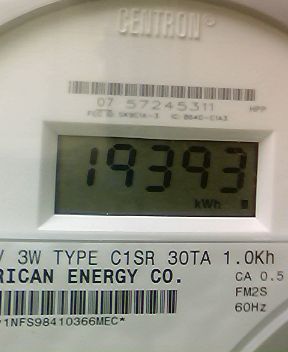 CENTRON
07 57245311 HPP
19393
kWh
3W TYPE C1SR 30TA 1.0Kh
RICAN ENERGY CO. CA 0.5
FM2S
60Hz
*1NFS98410366MEC*